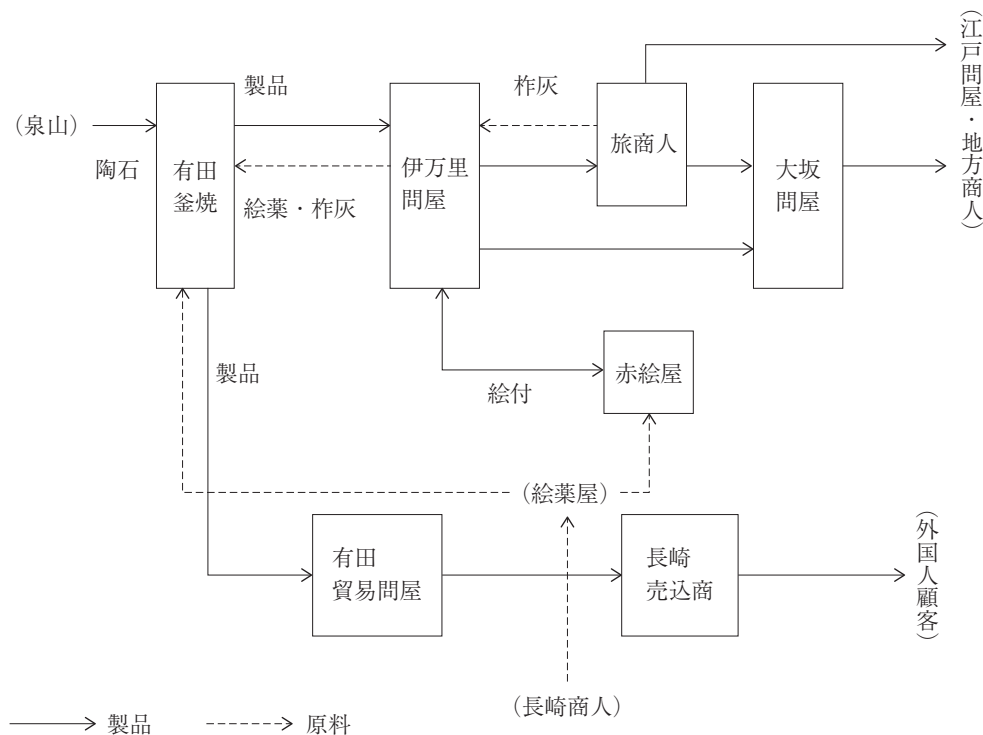 （江戸問屋・地方商人）
製品
柞灰
（泉山）
陶石
有田
釜焼
伊万里
問屋
旅商人
大坂
問屋
絵薬・柞灰
製品
赤絵屋
絵付
（絵薬屋）
有田
貿易問屋
長崎
売込商
（外国人顧客）
（長崎商人）
製品
原料